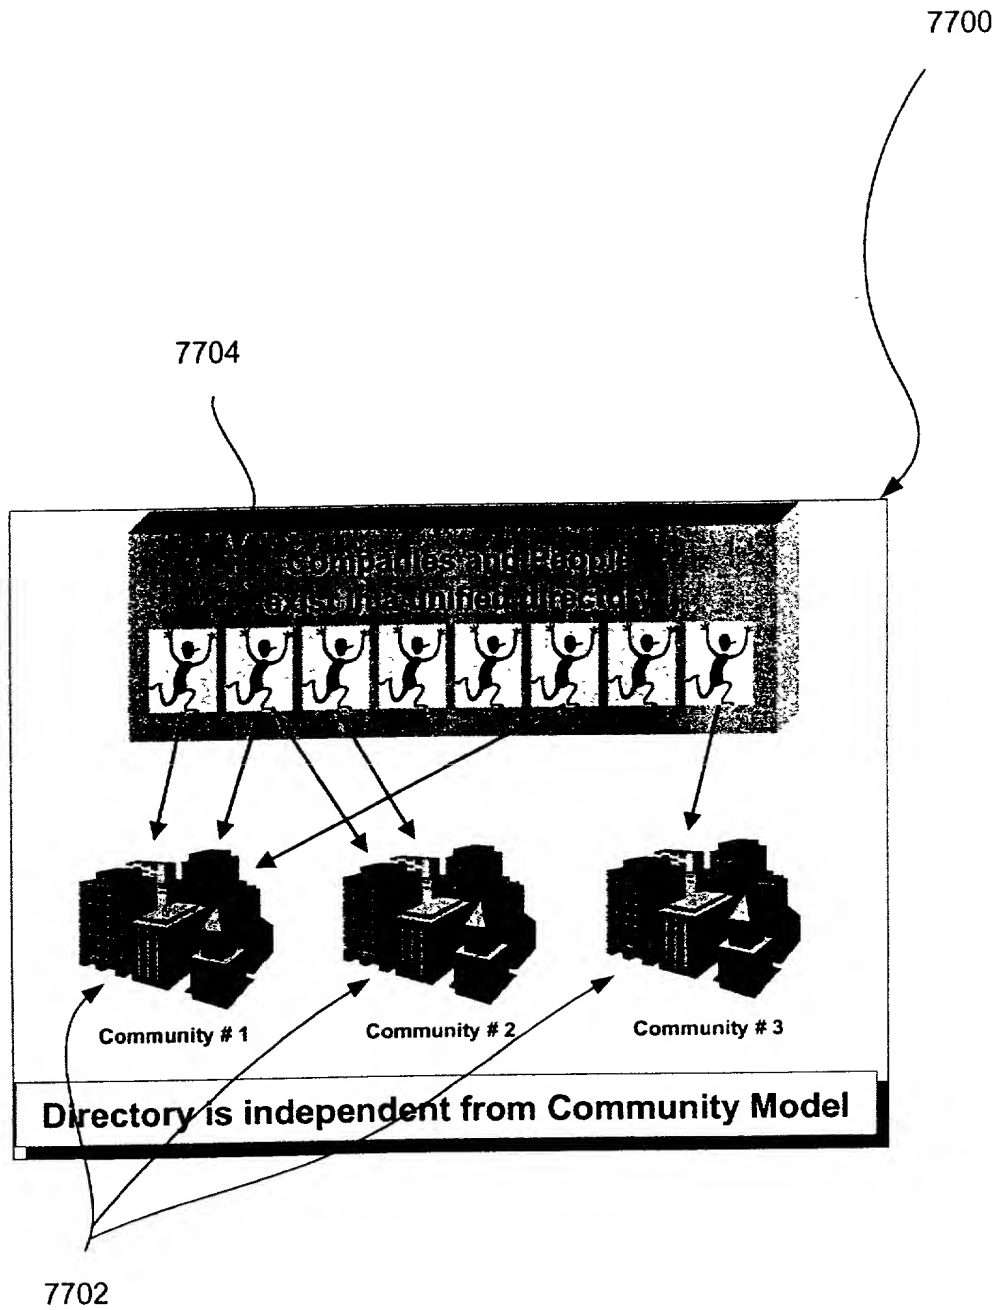 7700
7704
Companies and People
exist in a unified directory
Community # 1
Community # 2
Community # 3
Directory is independent from Community Model
7702